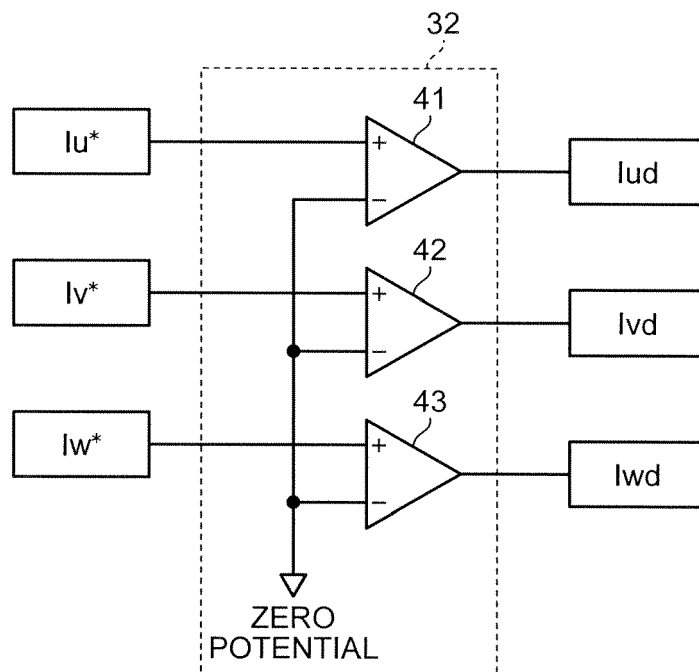 32
Iu*
41
+
−
Iud
Iv*
42
+
−
Ivd
Iw*
43
+
−
Iwd
ZERO
POTENTIAL